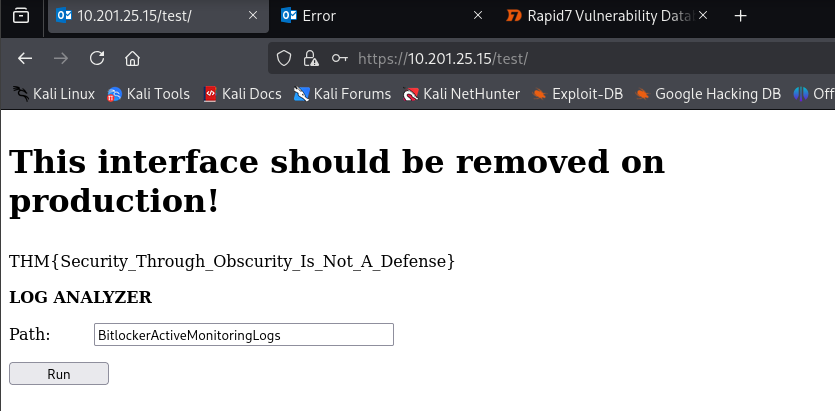 10.201.25.15/test/
Error
Rapid7 Vulnerability Data
https://10.201.25.15/test/
Kali Linux
Kali Tools
Kali Docs
Kali Forums
Kali NetHunter
Exploit-DB
Google Hacking DB
Off
This interface should be removed on
production!
THM{Security_Through_Obscurity_Is_Not_A_Defense}
LOG ANALYZER
Path: BitlockerActiveMonitoringLogs
Run